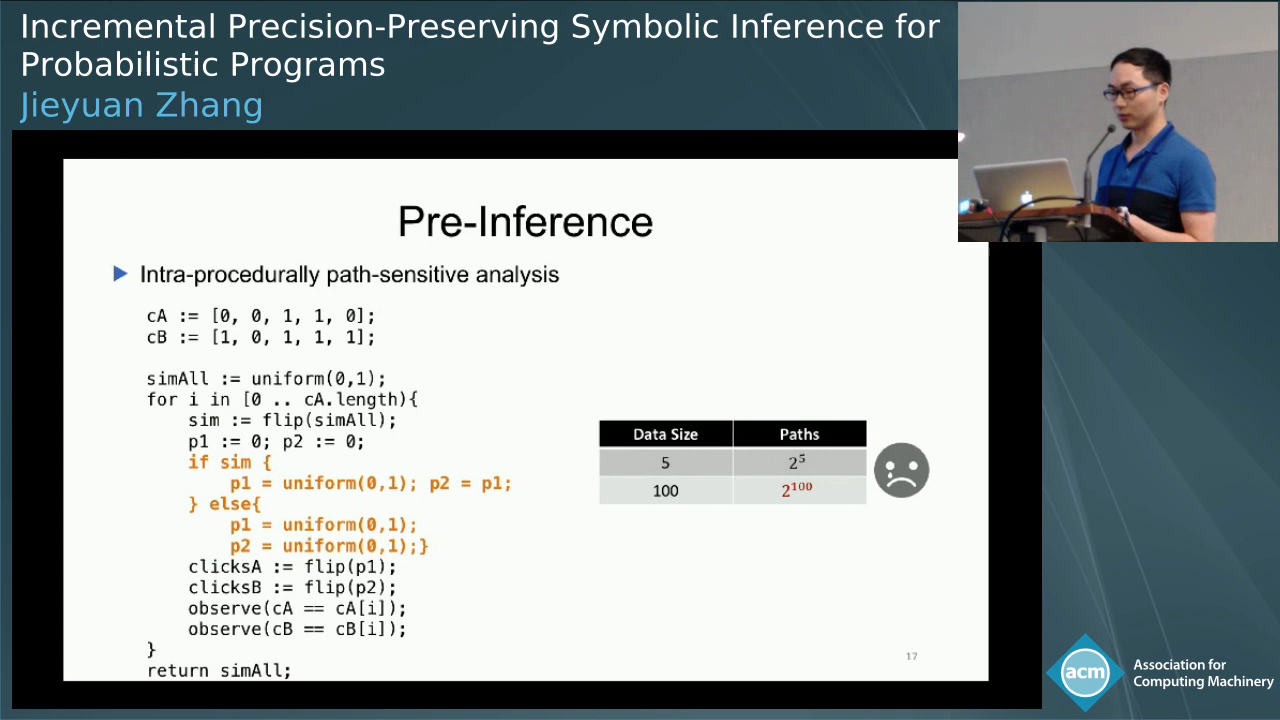 Incremental Precision-Preserving Symbolic Inference for
Probabilistic Programs
Jieyuan Zhang
Pre-Inference
Intra-procedurally path-sensitive analysis
cA := [0, 0, 1, 1, 0];
cB := [1, 0, 1, 1, 1];
simAll := uniform(0,1);
for i in [0 .. cA.length){
sim := flip(simAll);
p1 := 0; p2 := 0;
if sim {
p1 = uniform(0,1); p2 = p1;
} else{
p1 = uniform(0,1);
p2 = uniform(0,1);}
clicksA := flip(p1);
clicksB := flip(p2);
observe(cA == cA[i]);
observe(cB == cB[i]);
}
return simAll;
Data Size Paths
5 2^5
100 2^100
17
acm
Association for
Computing Machinery